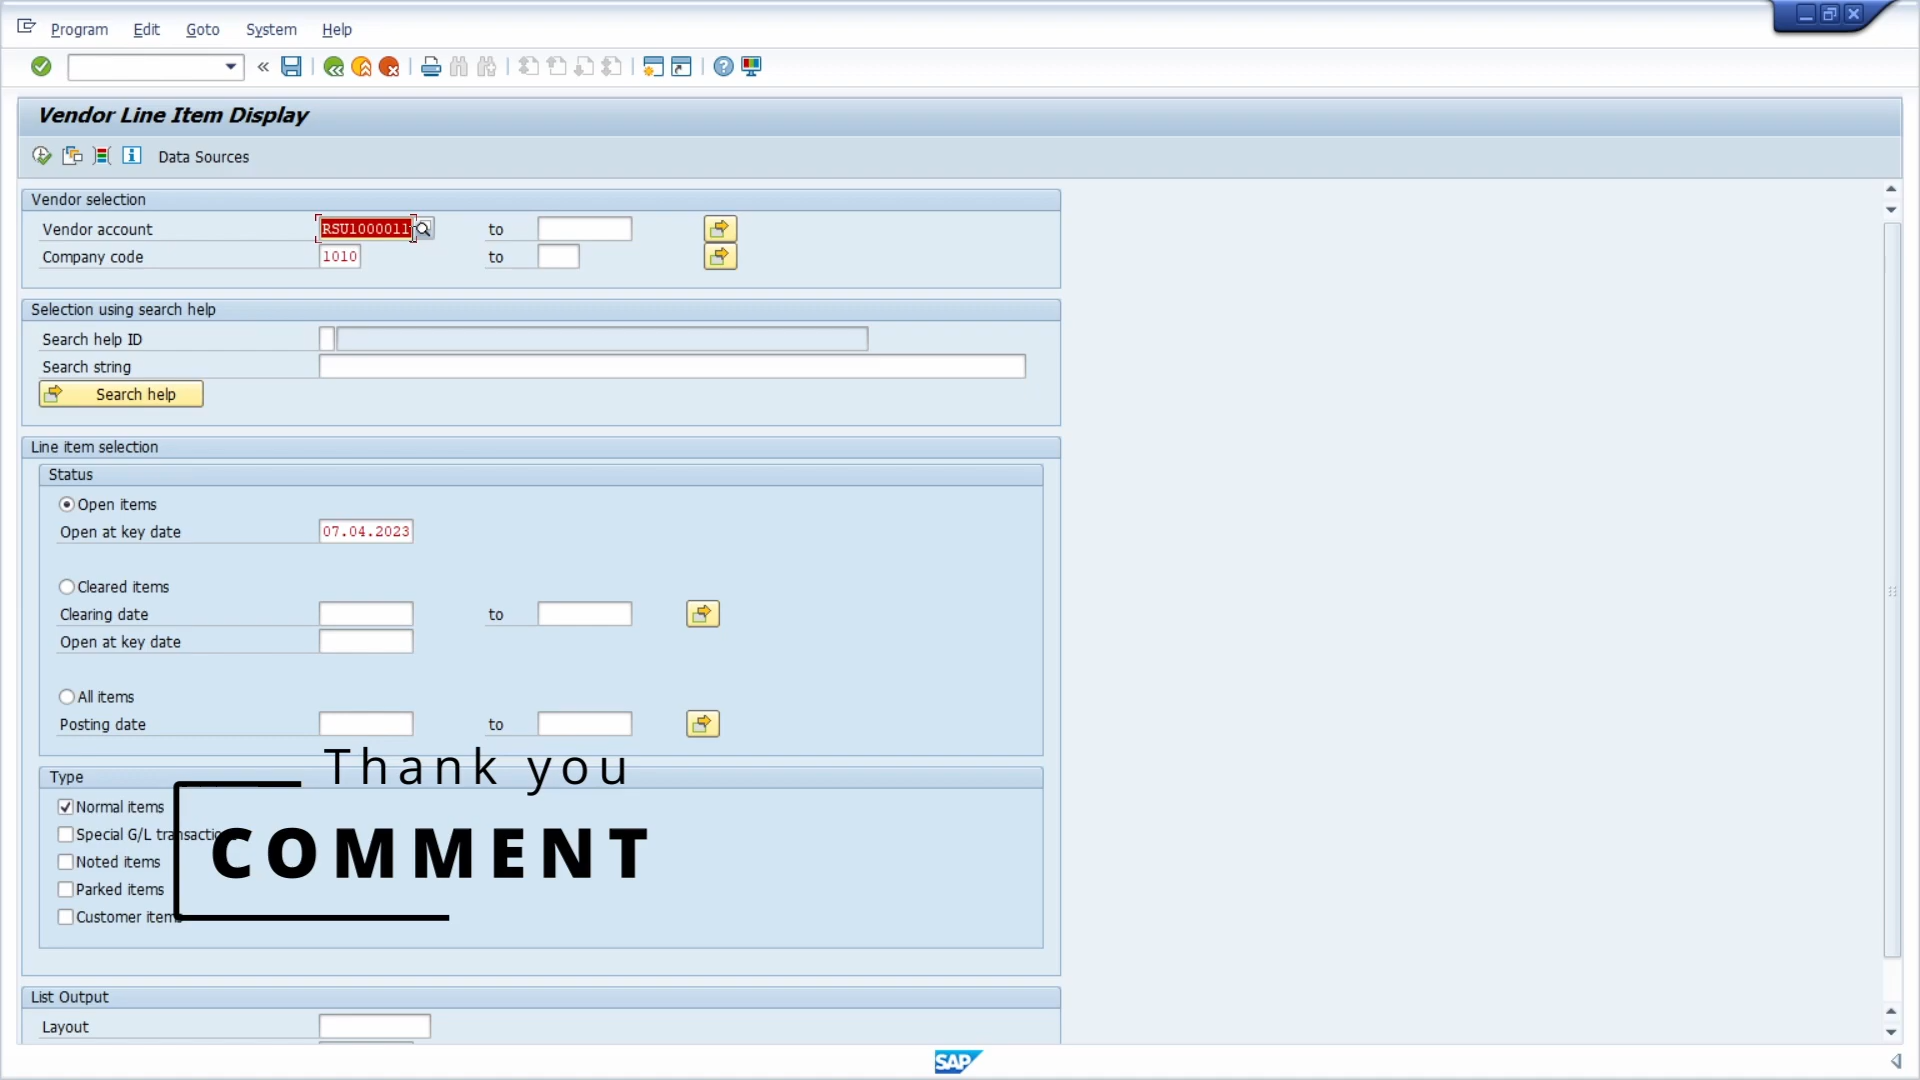 Program Edit Goto System Help
Vendor Line Item Display
Data Sources
Vendor selection
Vendor account RSU1000011 to
Company code 1010 to
Selection using search help
Search help ID
Search string
Search help
Line item selection
Status
Open items
Open at key date 07.04.2023
Cleared items
Clearing date to
Open at key date
All items
Posting date to
Thank you
Type
Normal items
COMMENT
Special G/L transactio
Noted items
Parked items
Customer item
List Output
Layout
SAP